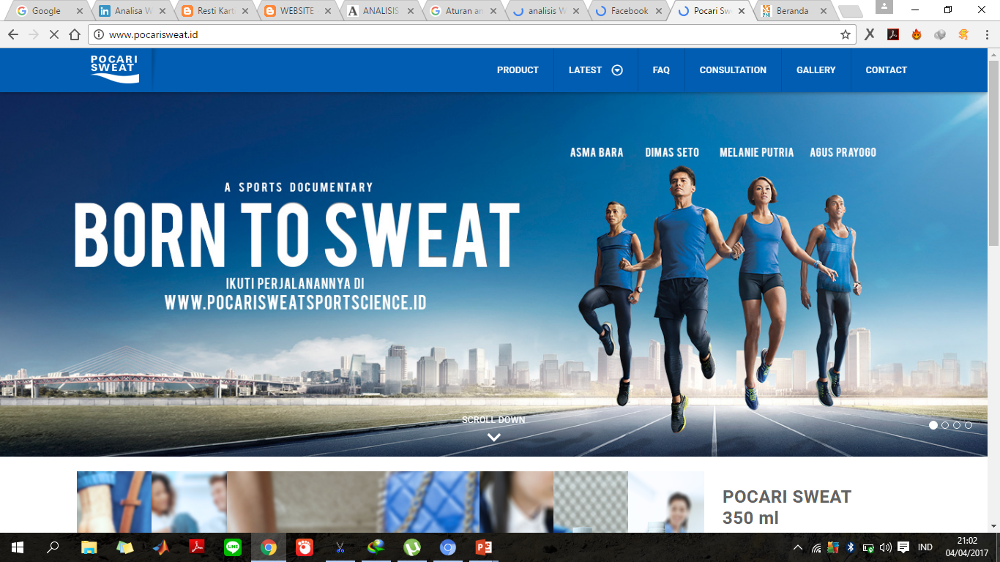 Google
Analisa W
Resti Kart
WEBSITE
ANALISIS
Aturan an
analisis W
Facebook
Pocari Sw
Beranda
www.pocarisweat.id
POCARI
SWEAT
PRODUCT
LATEST
FAQ
CONSULTATION
GALLERY
CONTACT
ASMA BARA
DIMAS SETO
MELANIE PUTRIA
AGUS PRAYOGO
A SPORTS DOCUMENTARY
BORN TO SWEAT
IKUTI PERJALANANNYA DI
WWW.POCARISWEATSPORTSCIENCE.ID
SCROLL DOWN
POCARI SWEAT
350 ml
LINE
IND
21:02
04/04/2017